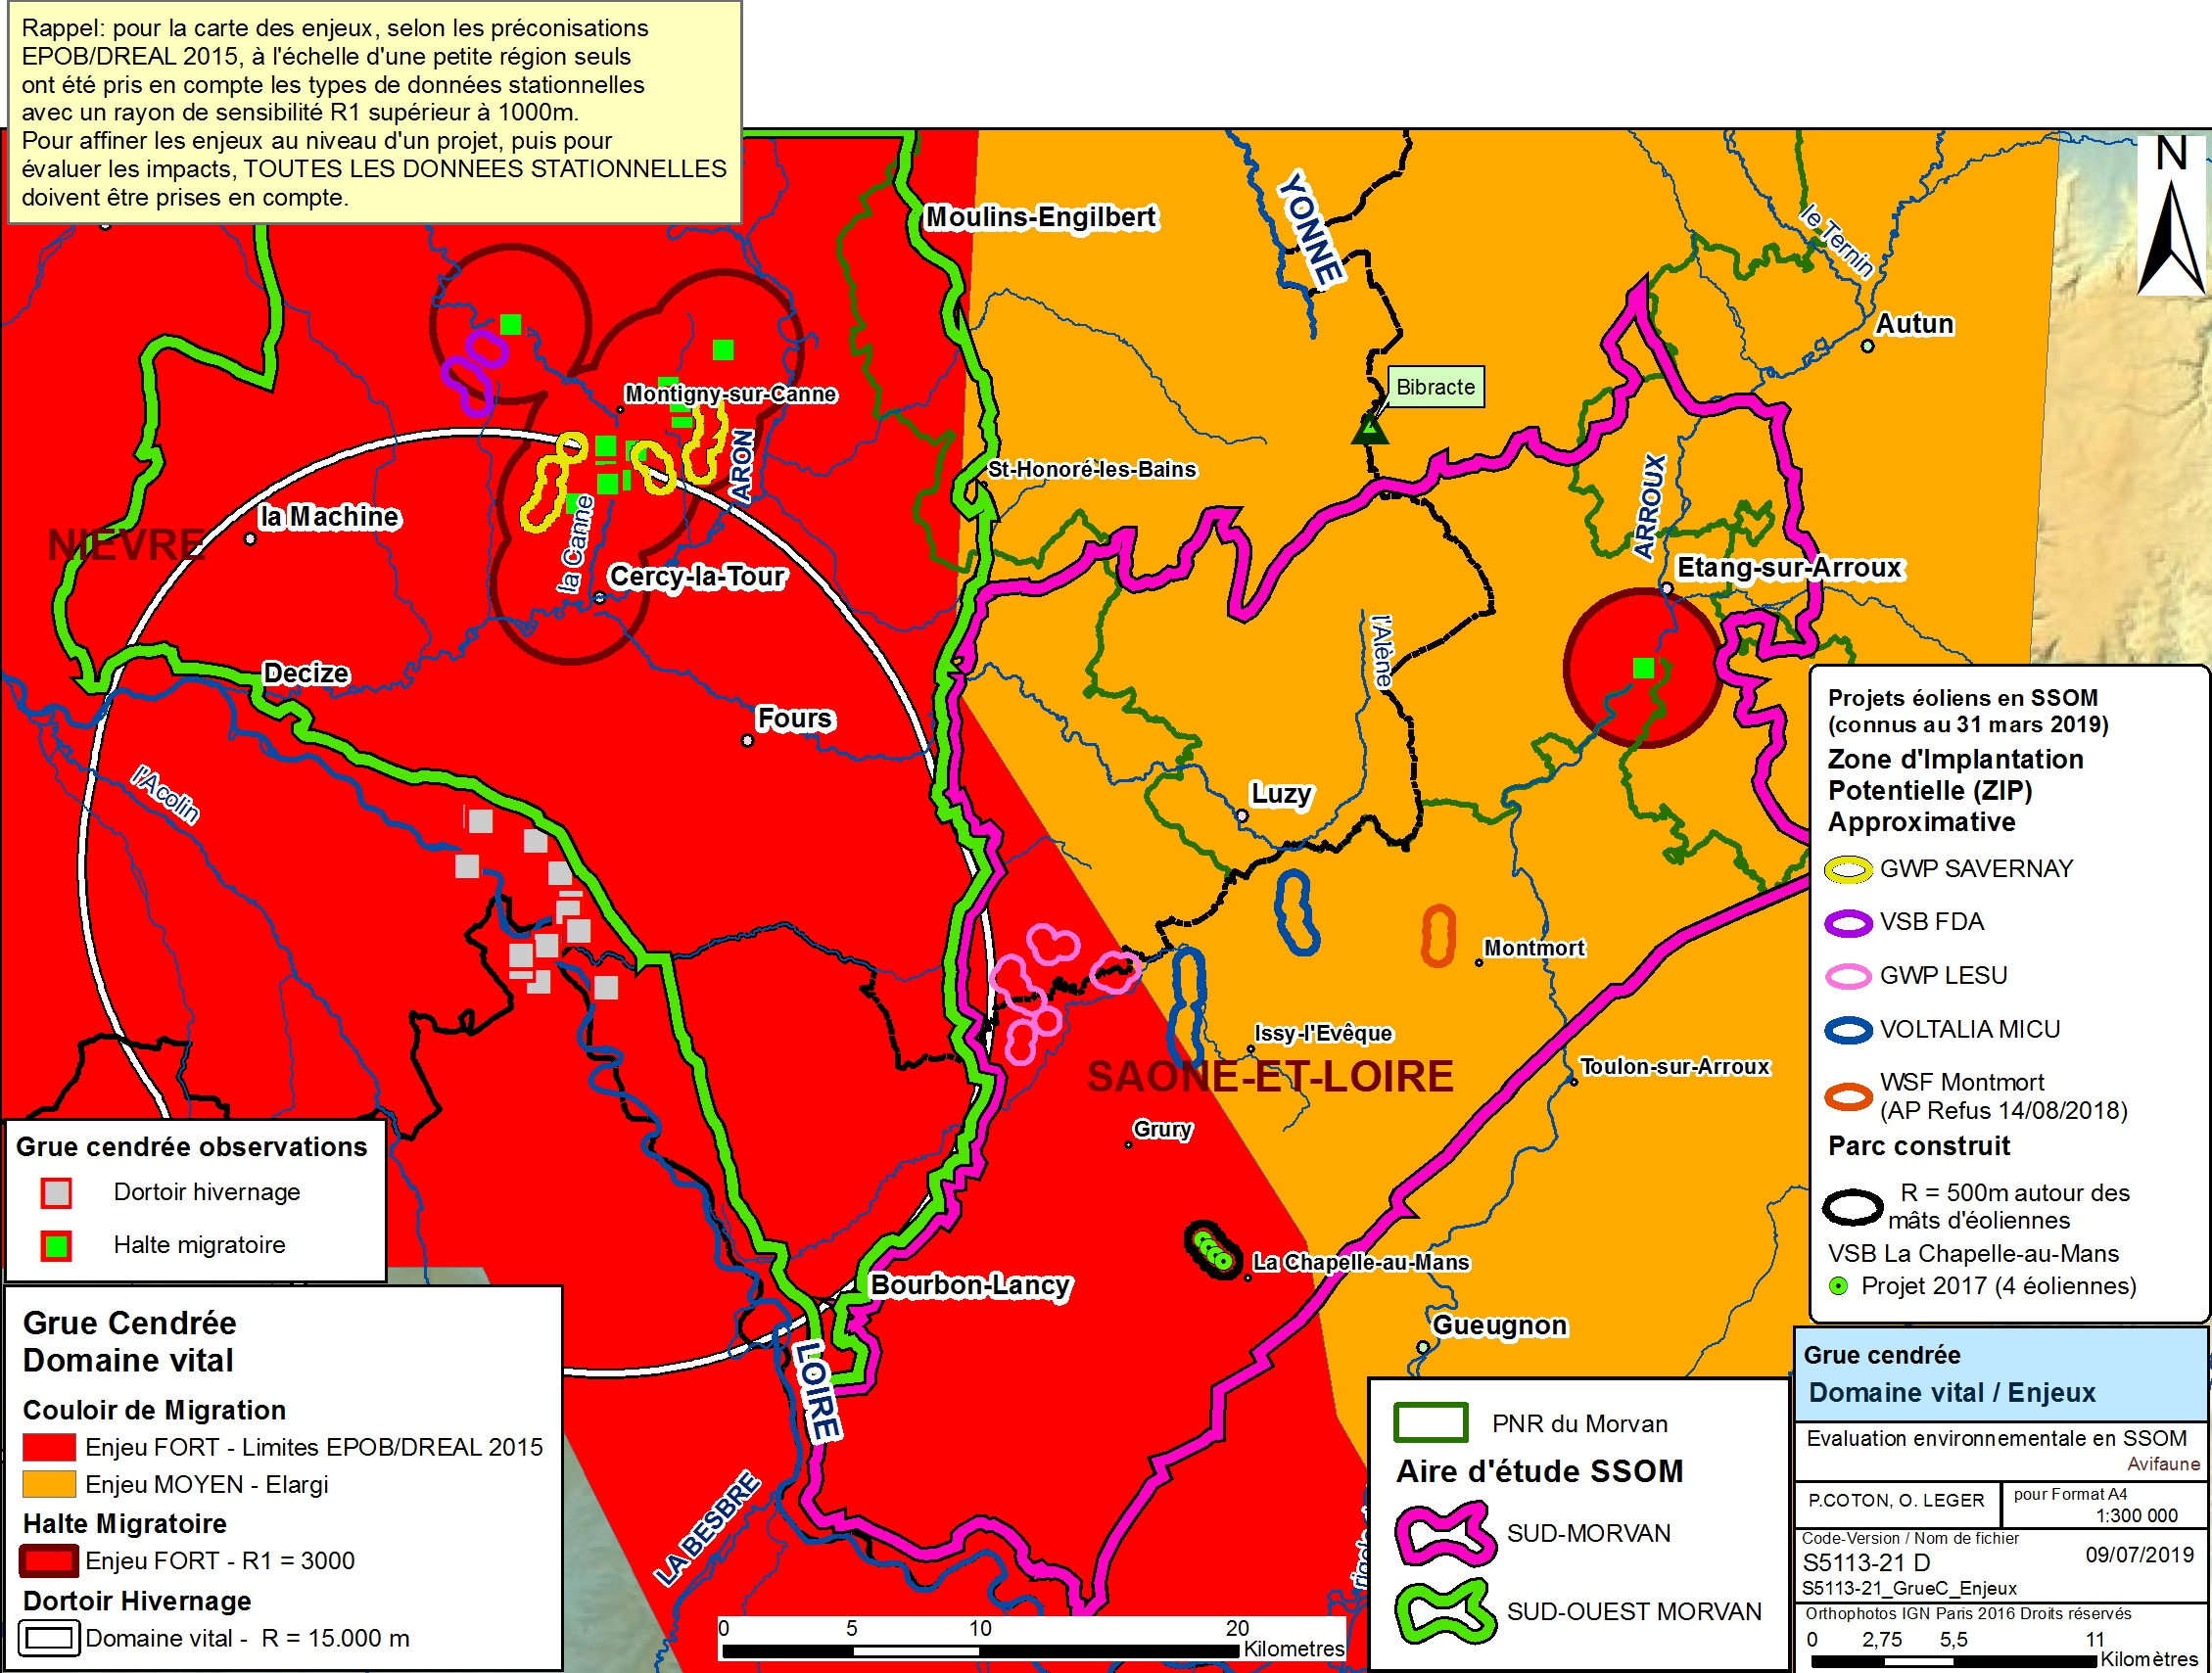 Rappel: pour la carte des enjeux, selon les préconisations
EPOB/DREAL 2015, à l'échelle d'une petite région seuls
ont été pris en compte les types de données stationnelles
avec un rayon de sensibilité R1 supérieur à 1000m.
Pour affiner les enjeux au niveau d'un projet, puis pour
évaluer les impacts, TOUTES LES DONNEES STATIONNELLES
doivent être prises en compte.
N
Moulins-Engilbert
YONNE
le Ternin
Autun
Bibracte
Montigny-sur-Canne
ARON
St-Honoré-les-Bains
ARROUX
la Machine
NIEVRE
la Canne
Cercy-la-Tour
Etang-sur-Arroux
l'Alène
Decize
Fours
l'Acolin
Luzy
Montmort
Issy-l'Evêque
SAONE-ET-LOIRE
Toulon-sur-Arroux
Grury
La Chapelle-au-Mans
Bourbon-Lancy
Gueugnon
LOIRE
LA BESBRE
Projets éoliens en SSOM
(connus au 31 mars 2019)
Zone d'Implantation
Potentielle (ZIP)
Approximative
GWP SAVERNAY
VSB FDA
GWP LESU
VOLTALIA MICU
WSF Montmort
(AP Refus 14/08/2018)
Parc construit
R = 500m autour des
mâts d'éoliennes
VSB La Chapelle-au-Mans
Projet 2017 (4 éoliennes)
Grue cendrée observations
Dortoir hivernage
Halte migratoire
Grue Cendrée
Domaine vital
Couloir de Migration
Enjeu FORT - Limites EPOB/DREAL 2015
Enjeu MOYEN - Elargi
Halte Migratoire
Enjeu FORT - R1 = 3000
Dortoir Hivernage
Domaine vital - R = 15.000 m
0 5 10 20
Kilometres
PNR du Morvan
Aire d'étude SSOM
SUD-MORVAN
SUD-OUEST MORVAN
Grue cendrée
Domaine vital / Enjeux
Evaluation environnementale en SSOM
Avifaune
P.COTON, O. LEGER
pour Format A4
1:300 000
Code-Version / Nom de fichier
S5113-21 D
09/07/2019
S5113-21_GrueC_Enjeux
Orthophotos IGN Paris 2016 Droits réservés
0 2,75 5,5 11
Kilomètres